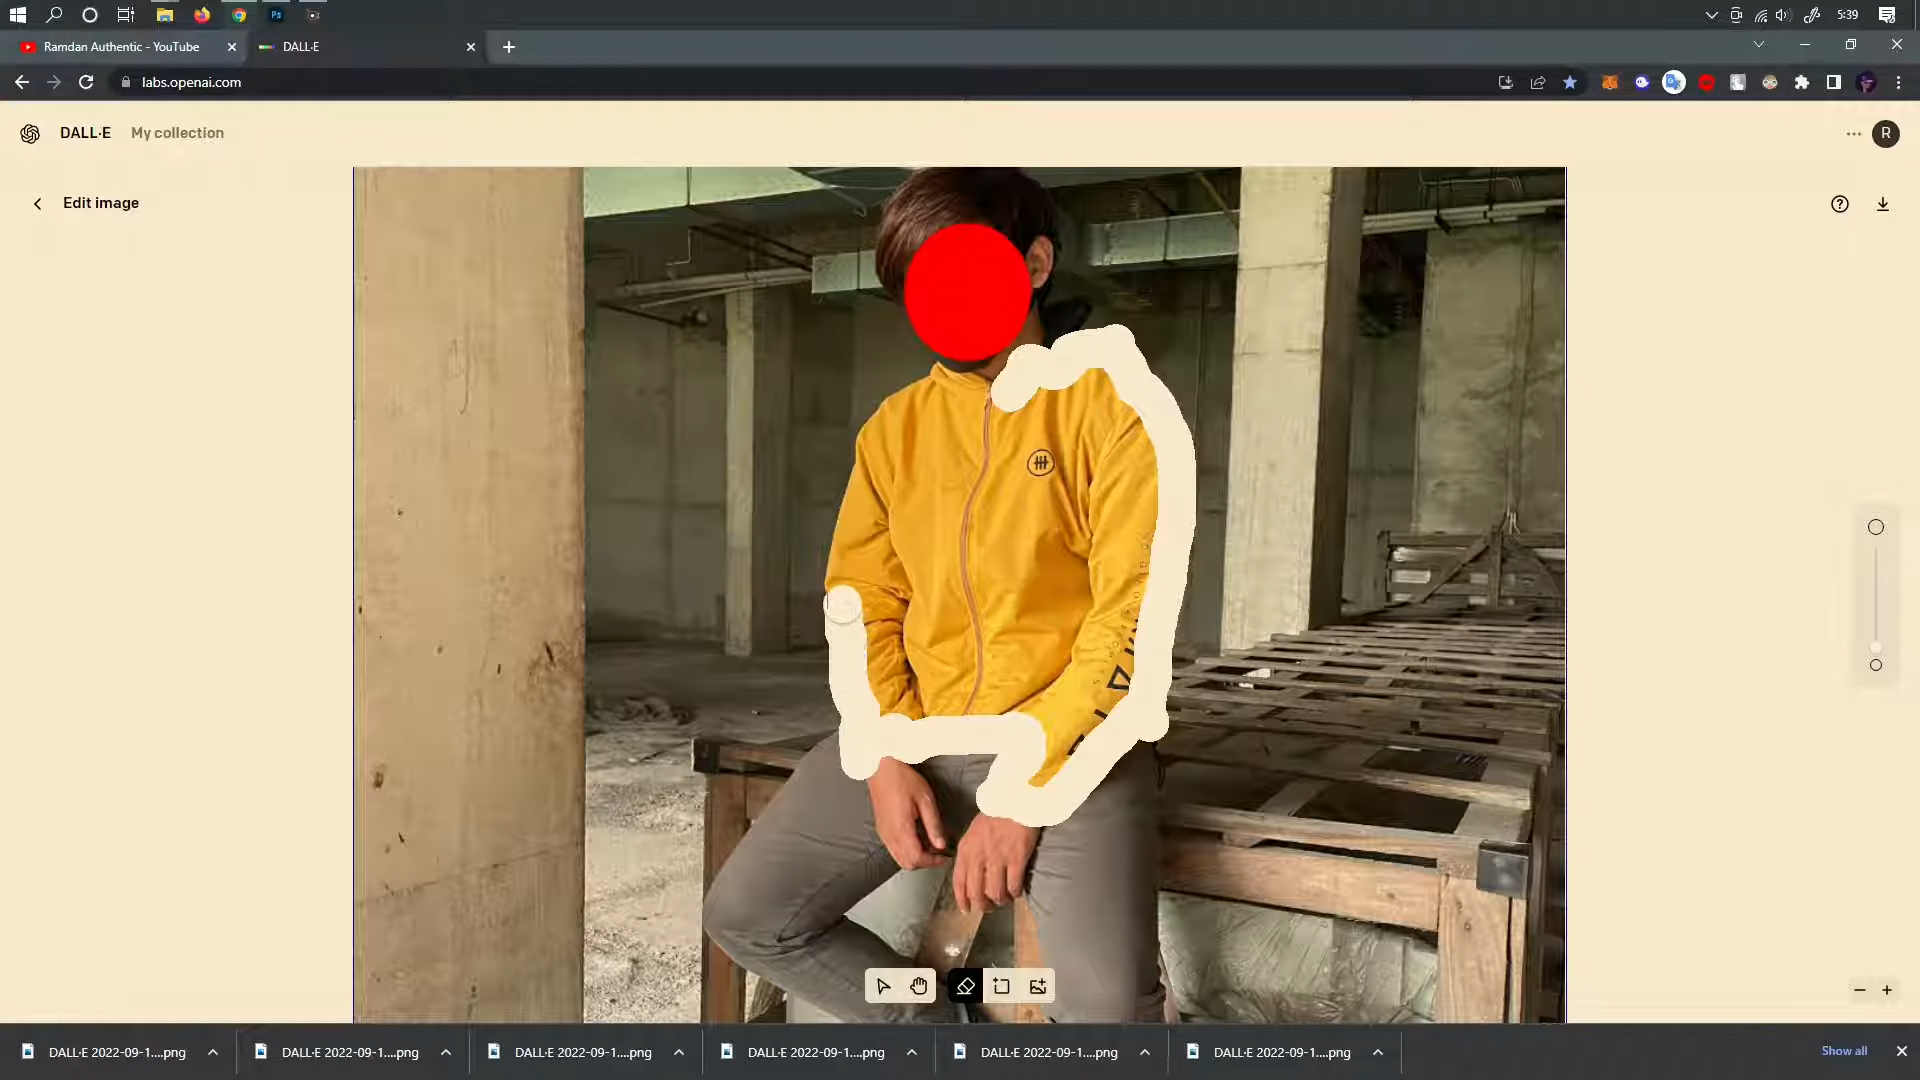 5:39
Ramdan Authentic - YouTube
DALL·E
labs.openai.com
DALL·E My collection
R
Edit image
DALL·E 2022-09-1....png
DALL·E 2022-09-1....png
DALL·E 2022-09-1....png
DALL·E 2022-09-1....png
DALL·E 2022-09-1....png
DALL·E 2022-09-1....png
Show all